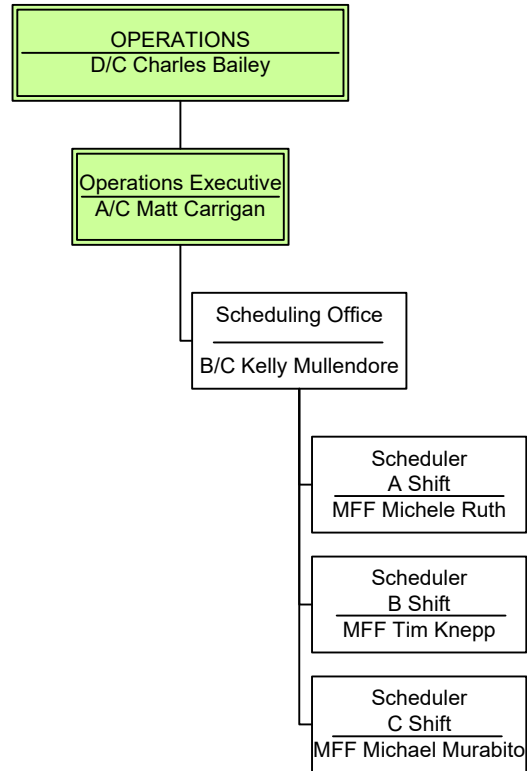 OPERATIONS
D/C Charles Bailey
Operations Executive
A/C Matt Carrigan
Scheduling Office
B/C Kelly Mullendore
Scheduler
A Shift
MFF Michele Ruth
Scheduler
B Shift
MFF Tim Knepp
Scheduler
C Shift
MFF Michael Murabito